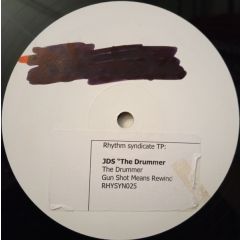 Rhythm syndicate TP:
JDS "The Drummer
The Drummer
Gun Shot Means Rewind
RHYSYN025